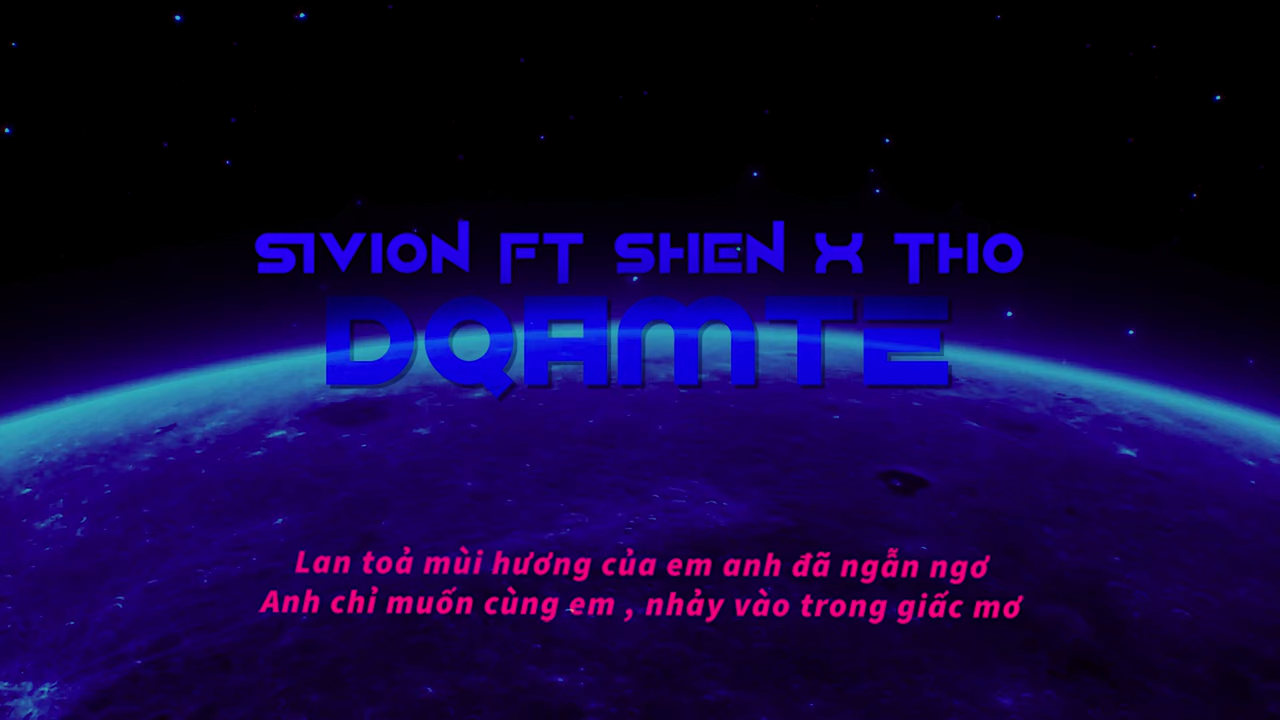 SIVION FT SHEN X THO
DQAMTE
Lan toả mùi hương của em anh đã ngẫn ngơ
Anh chỉ muốn cùng em , nhảy vào trong giấc mơ